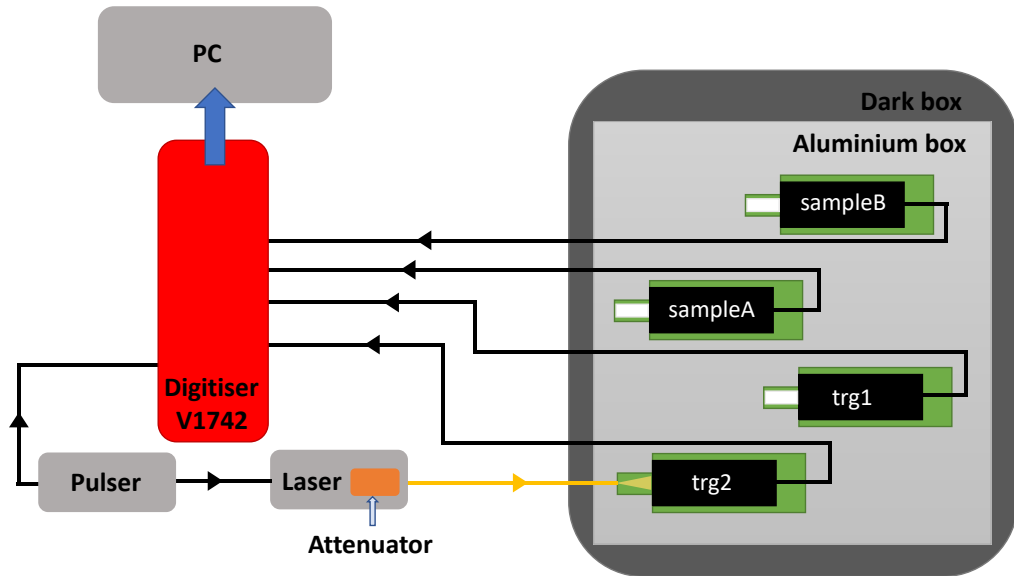 PC
Dark box
Aluminium box
sampleB
sampleA
trg1
Digitiser
V1742
Pulser
Laser
trg2
Attenuator